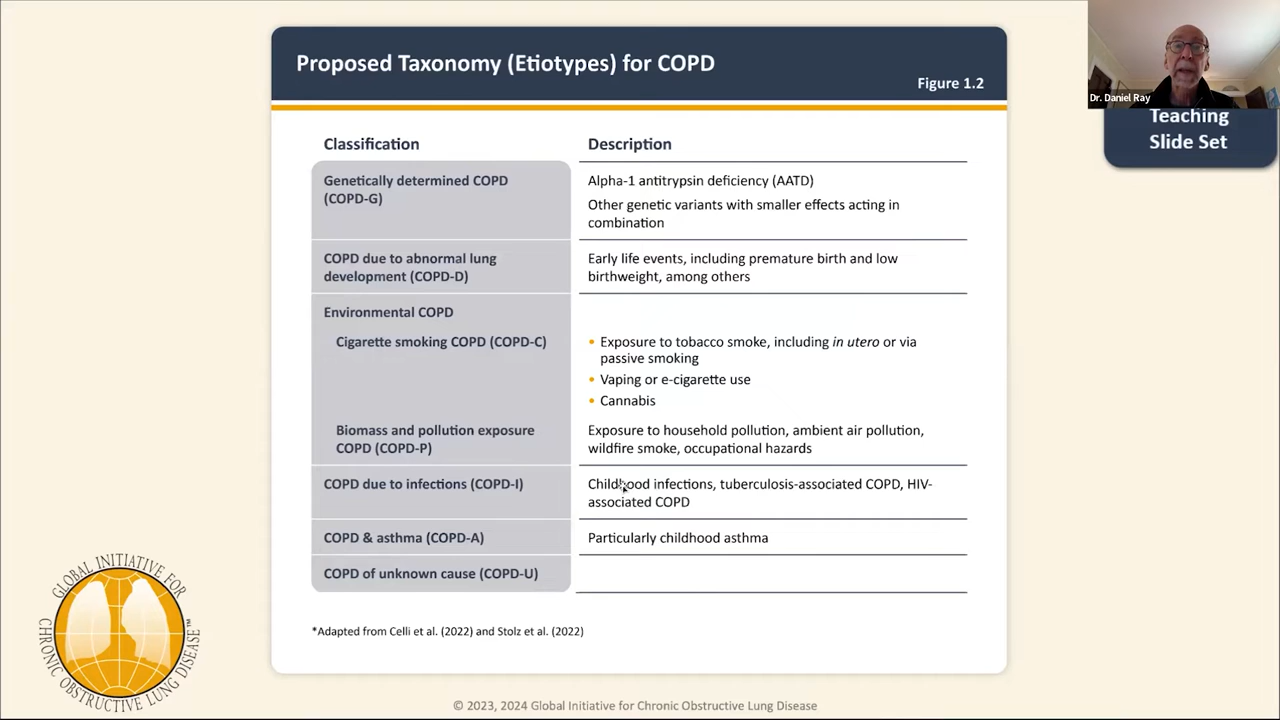 Proposed Taxonomy (Etiotypes) for COPD
Figure 1.2
Dr. Daniel Ray
Teaching
Slide Set
Classification
Description
Genetically determined COPD
(COPD-G)
Alpha-1 antitrypsin deficiency (AATD)
Other genetic variants with smaller effects acting in
combination
COPD due to abnormal lung
development (COPD-D)
Early life events, including premature birth and low
birthweight, among others
Environmental COPD
Cigarette smoking COPD (COPD-C)
• Exposure to tobacco smoke, including in utero or via
passive smoking
• Vaping or e-cigarette use
• Cannabis
Biomass and pollution exposure
COPD (COPD-P)
Exposure to household pollution, ambient air pollution,
wildfire smoke, occupational hazards
COPD due to infections (COPD-I)
Childhood infections, tuberculosis-associated COPD, HIV-
associated COPD
COPD & asthma (COPD-A)
Particularly childhood asthma
COPD of unknown cause (COPD-U)
*Adapted from Celli et al. (2022) and Stolz et al. (2022)
GLOBAL INITIATIVE FOR
CHRONIC OBSTRUCTIVE LUNG DISEASE™
© 2023, 2024 Global Initiative for Chronic Obstructive Lung Disease